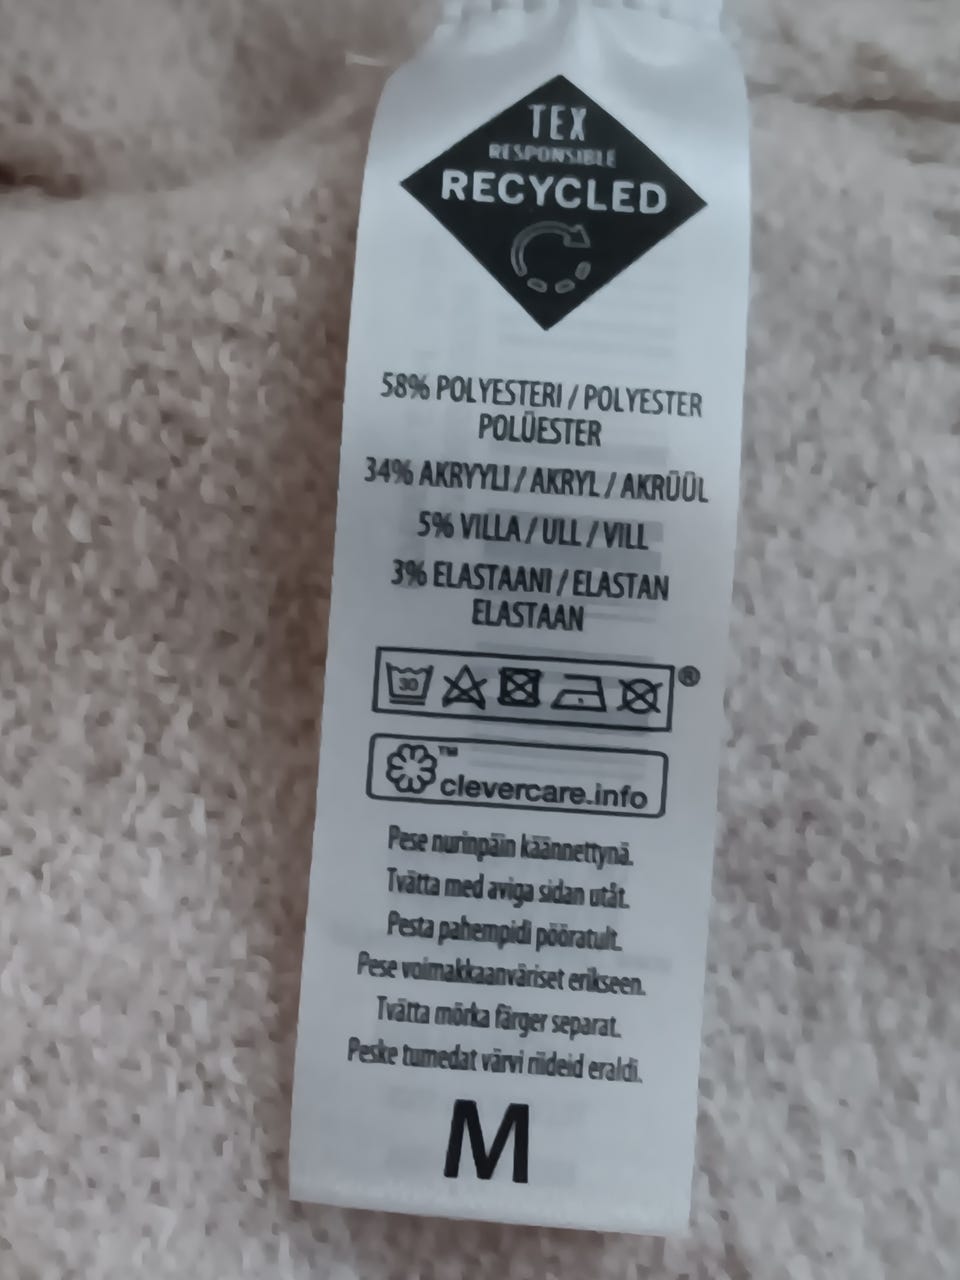 TEX
RESPONSIBLE
RECYCLED
58% POLYESTERI / POLYESTER
POLÜESTER
34% AKRYYLI / AKRYL / AKRÜÜL
5% VILLA / ULL / VILL
3% ELASTAANI / ELASTAN
ELASTAAN
30 ®
™ clevercare.info
Pese nurinpäin käännettynä.
Tvätta med aviga sidan utåt.
Pesta pahempidi pööratult.
Pese voimakkaanväriset erikseen.
Tvätta mörka färger separat.
Peske tumedat värvi riideid eraldi.
M